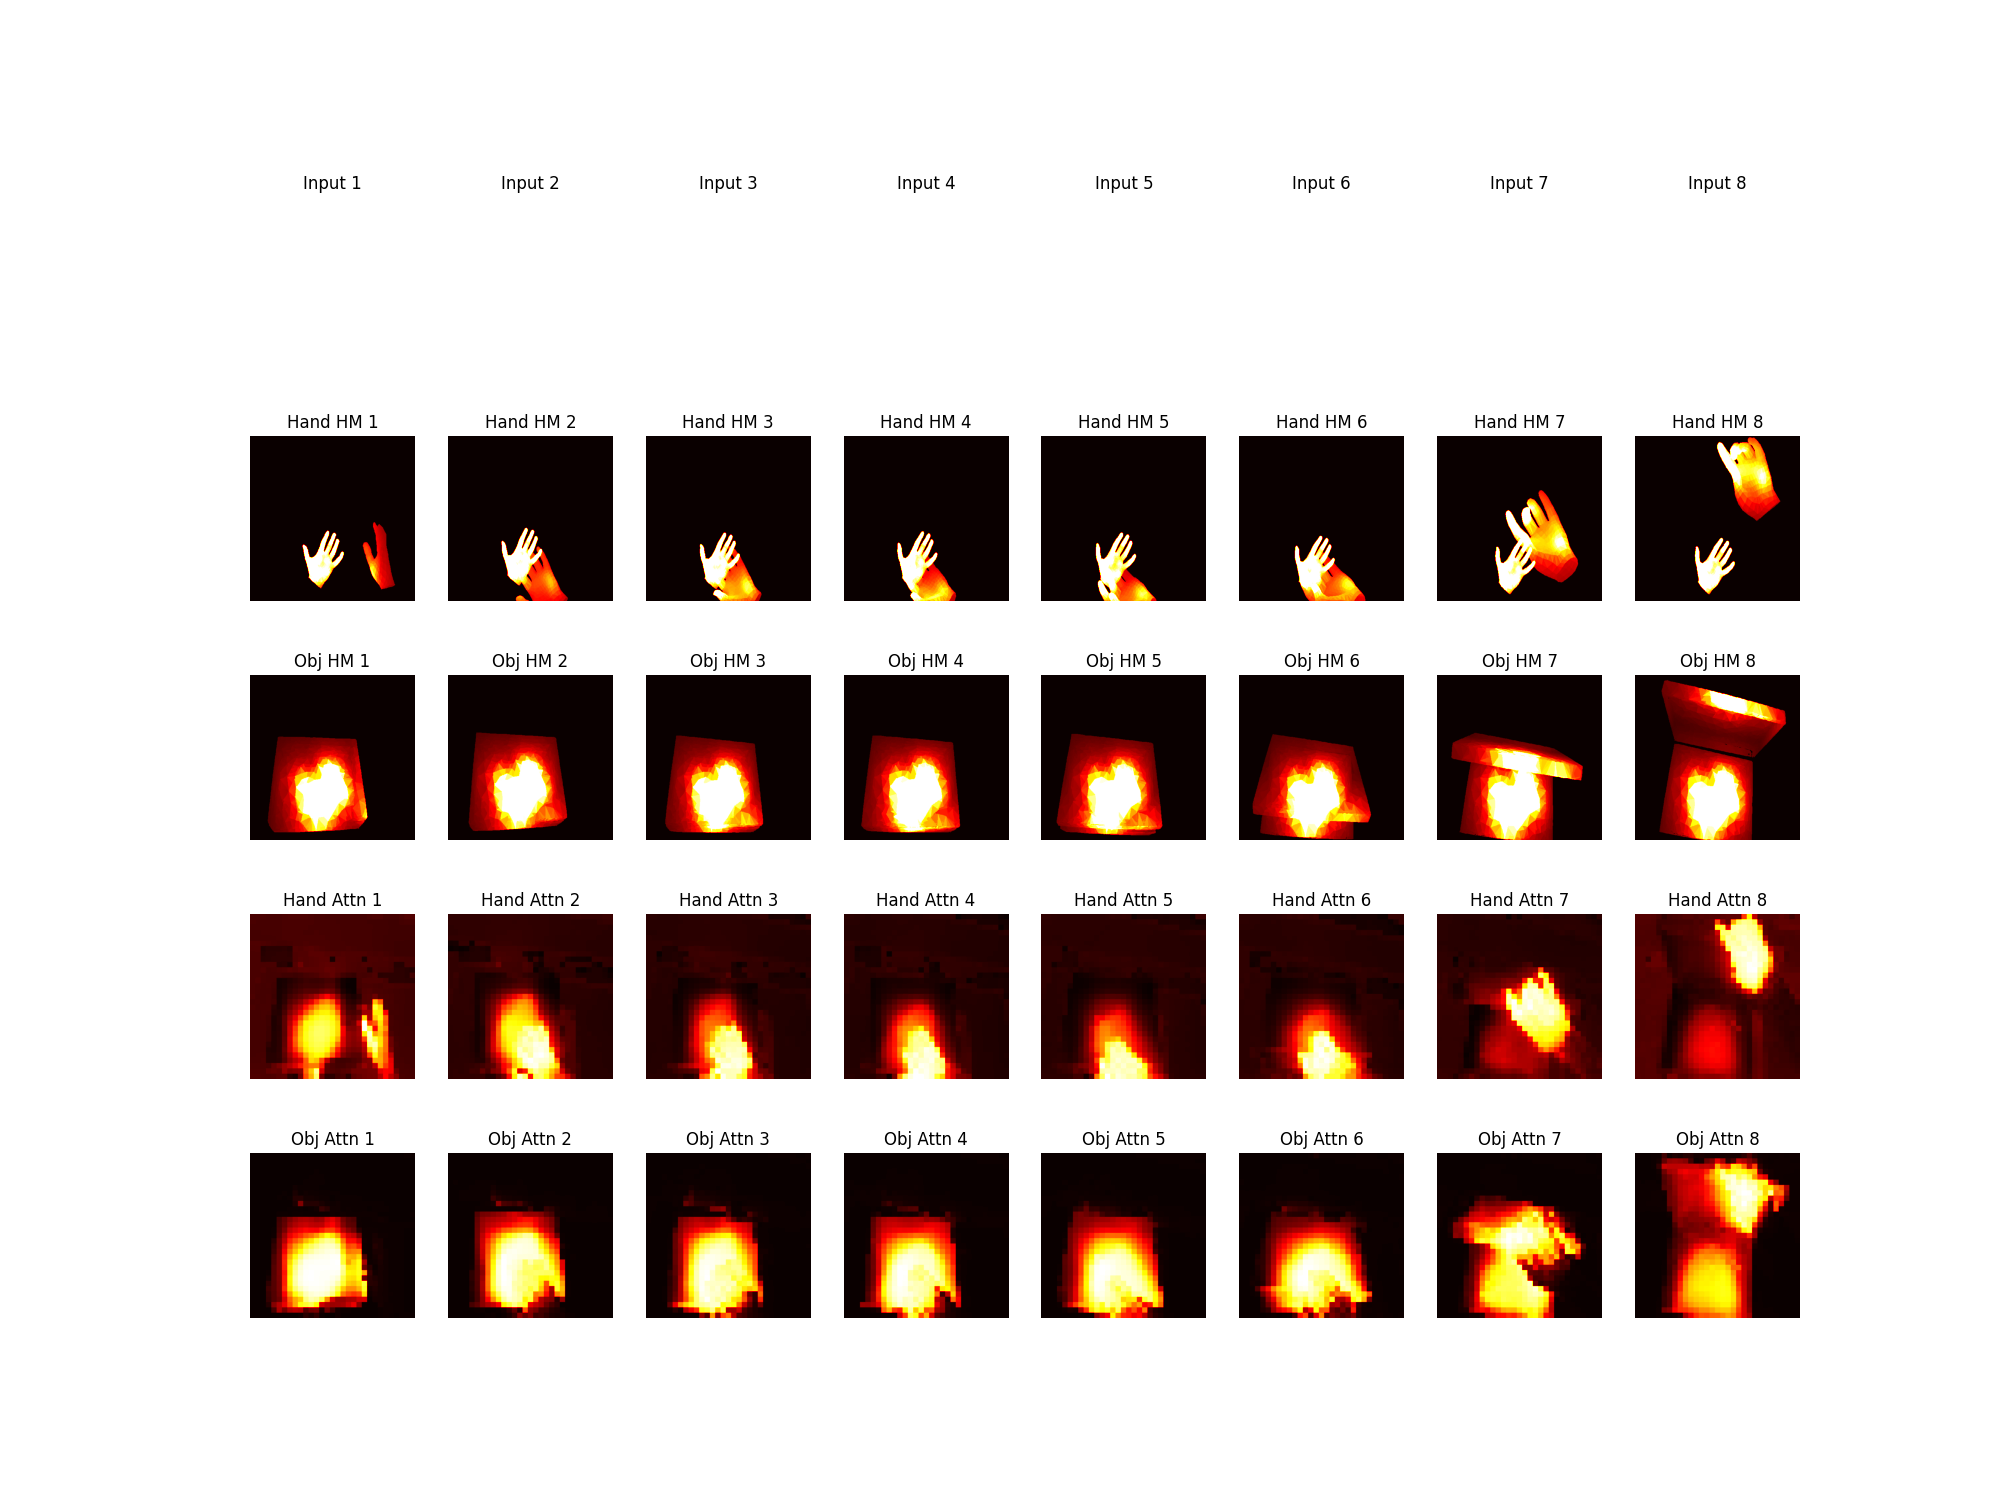 Input 1 Input 2 Input 3 Input 4 Input 5 Input 6 Input 7 Input 8
Hand HM 1 Hand HM 2 Hand HM 3 Hand HM 4 Hand HM 5 Hand HM 6 Hand HM 7 Hand HM 8
Obj HM 1 Obj HM 2 Obj HM 3 Obj HM 4 Obj HM 5 Obj HM 6 Obj HM 7 Obj HM 8
Hand Attn 1 Hand Attn 2 Hand Attn 3 Hand Attn 4 Hand Attn 5 Hand Attn 6 Hand Attn 7 Hand Attn 8
Obj Attn 1 Obj Attn 2 Obj Attn 3 Obj Attn 4 Obj Attn 5 Obj Attn 6 Obj Attn 7 Obj Attn 8